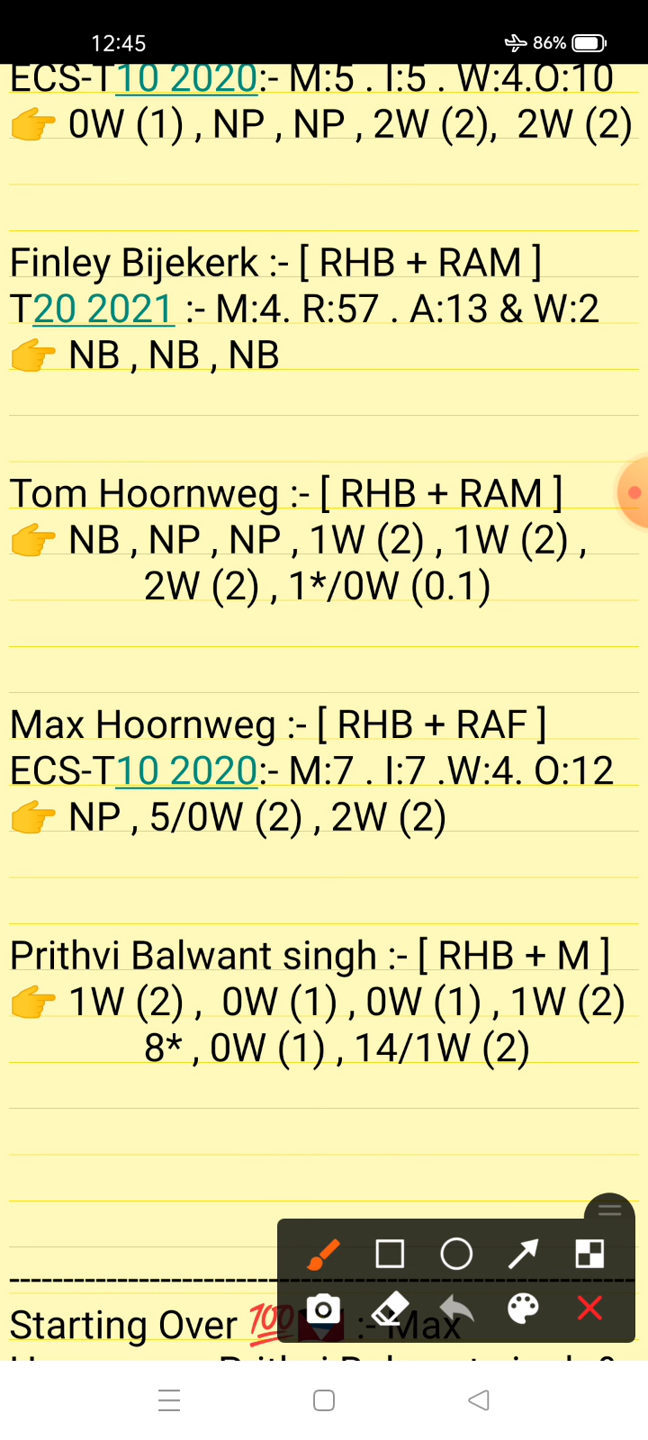 12:45
86%
ECS-T10 2020:- M:5 . I:5 . W:4.O:10
👉 0W (1) , NP , NP , 2W (2), 2W (2)
Finley Bijekerk :- [ RHB + RAM ]
T20 2021 :- M:4. R:57 . A:13 & W:2
👉 NB , NB , NB
Tom Hoornweg :- [ RHB + RAM ]
👉 NB , NP , NP , 1W (2) , 1W (2) ,
2W (2) , 1*/0W (0.1)
Max Hoornweg :- [ RHB + RAF ]
ECS-T10 2020:- M:7 . I:7 .W:4. O:12
👉 NP , 5/0W (2) , 2W (2)
Prithvi Balwant singh :- [ RHB + M ]
👉 1W (2) , 0W (1) , 0W (1) , 1W (2)
8* , 0W (1) , 14/1W (2)
Starting Over 💯 :- Max